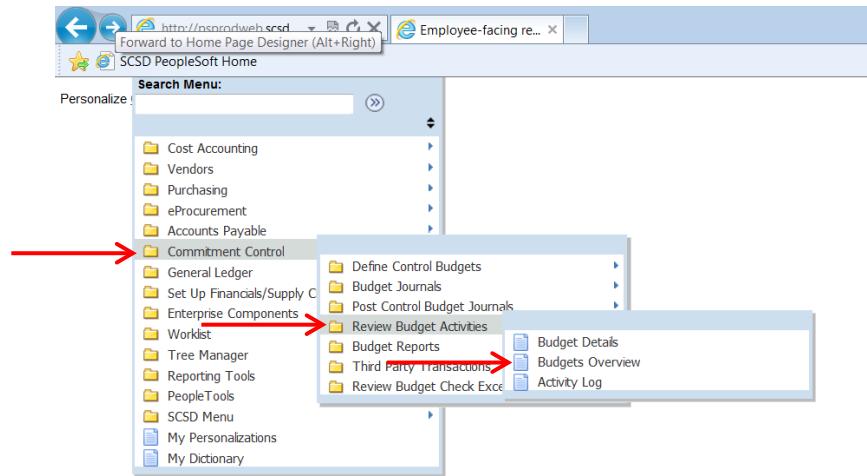 http://psprodweb.scsd
Employee-facing re...
Forward to Home Page Designer (Alt+Right)
SCSD PeopleSoft Home
Personalize
Search Menu:
Cost Accounting
Vendors
Purchasing
eProcurement
Accounts Payable
Commitment Control
General Ledger
Set Up Financials/Supply C
Enterprise Components
Worklist
Tree Manager
Reporting Tools
PeopleTools
SCSD Menu
My Personalizations
My Dictionary
Define Control Budgets
Budget Journals
Post Control Budget Journals
Review Budget Activities
Budget Reports
Third Party Transactions
Review Budget Check Exce
Budget Details
Budgets Overview
Activity Log